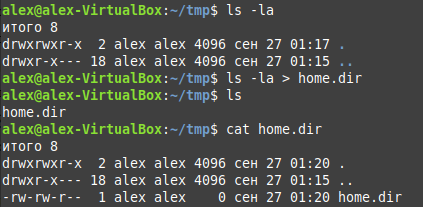 alex@alex-VirtualBox:~/tmp$ ls -la
итого 8
drwxrwxr-x  2 alex alex 4096 сен 27 01:17 .
drwxr-x--- 18 alex alex 4096 сен 27 01:15 ..
alex@alex-VirtualBox:~/tmp$ ls -la > home.dir
alex@alex-VirtualBox:~/tmp$ ls
home.dir
alex@alex-VirtualBox:~/tmp$ cat home.dir
итого 8
drwxrwxr-x  2 alex alex 4096 сен 27 01:20 .
drwxr-x--- 18 alex alex 4096 сен 27 01:15 ..
-rw-rw-r--  1 alex alex    0 сен 27 01:20 home.dir